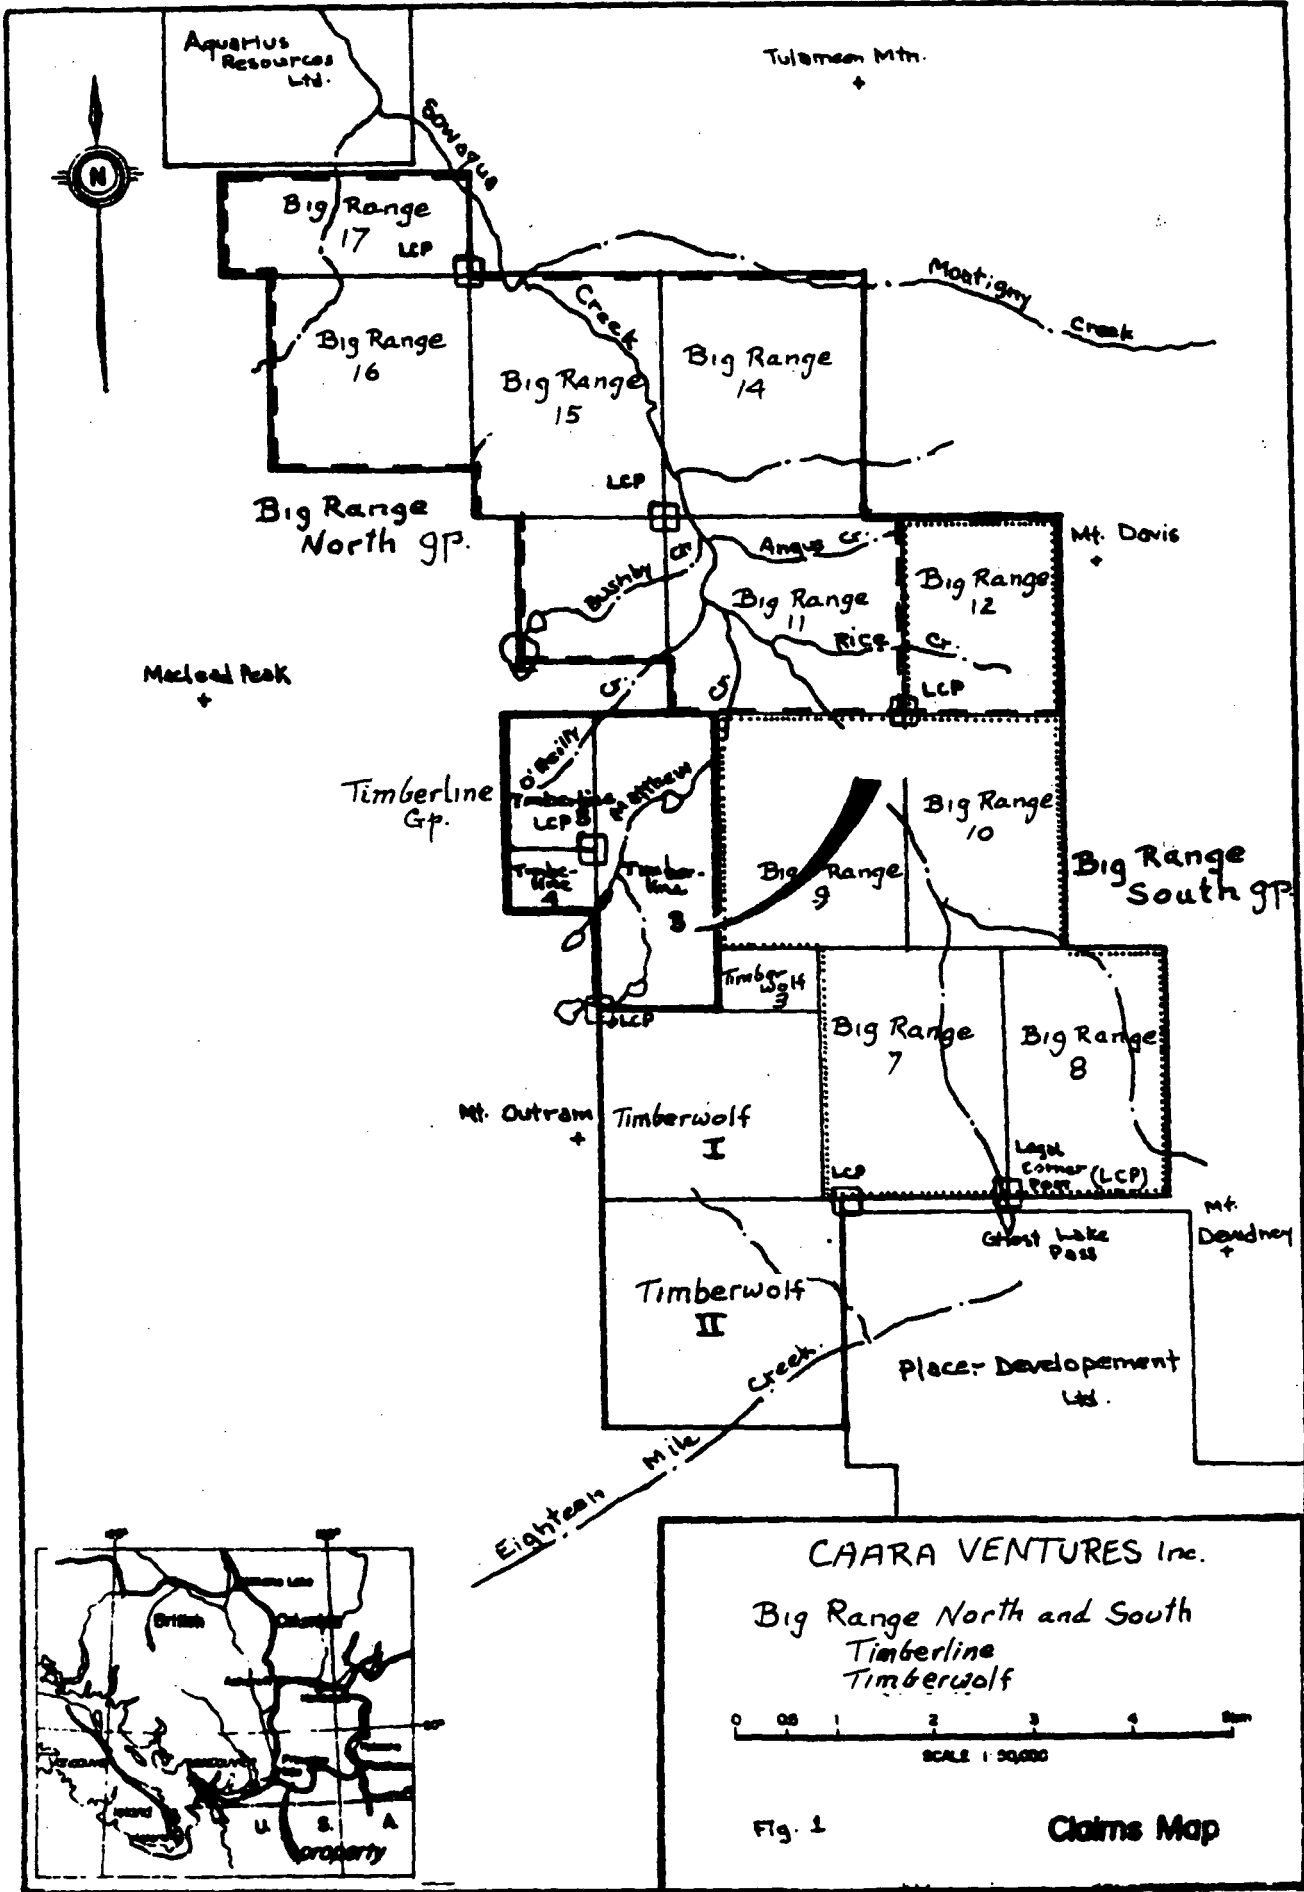 Aquarius
Resources
Ltd.
Tulameen Mtn.
N
Sowaqua
Creek
Big Range
17
LCP
Montigny
Creek
Big Range
16
Big Range
15
Big Range
14
LCP
Big Range
North gp.
Bushby Cr
Angus Cr.
Mt. Davis
Big Range
12
Big Range
11
Rice Cr.
Macleod Peak
LCP
Cr.
Cr.
O'Reilly
Timberline
Gp.
Timberline
LCP
Matthew
Timber-
line
4
Timber-
line
3
Big Range
10
Big Range
9
Big Range
South gp.
Timber
wolf
3
LCP
Big Range
7
Big Range
8
Mt. Outram
Timberwolf
I
LCP
Legal
Corner
Post (LCP)
Ghost Lake
Pass
Mt.
Dewdney
Timberwolf
II
Eighteen Mile Creek
Placer Developement
Ltd.
British Columbia
Island
U. S. A.
property
CAARA VENTURES Inc.
Big Range North and South
Timberline
Timberwolf
0 0.5 1 2 3 4 5km
SCALE 1:50,000
Fig. 1
Claims Map